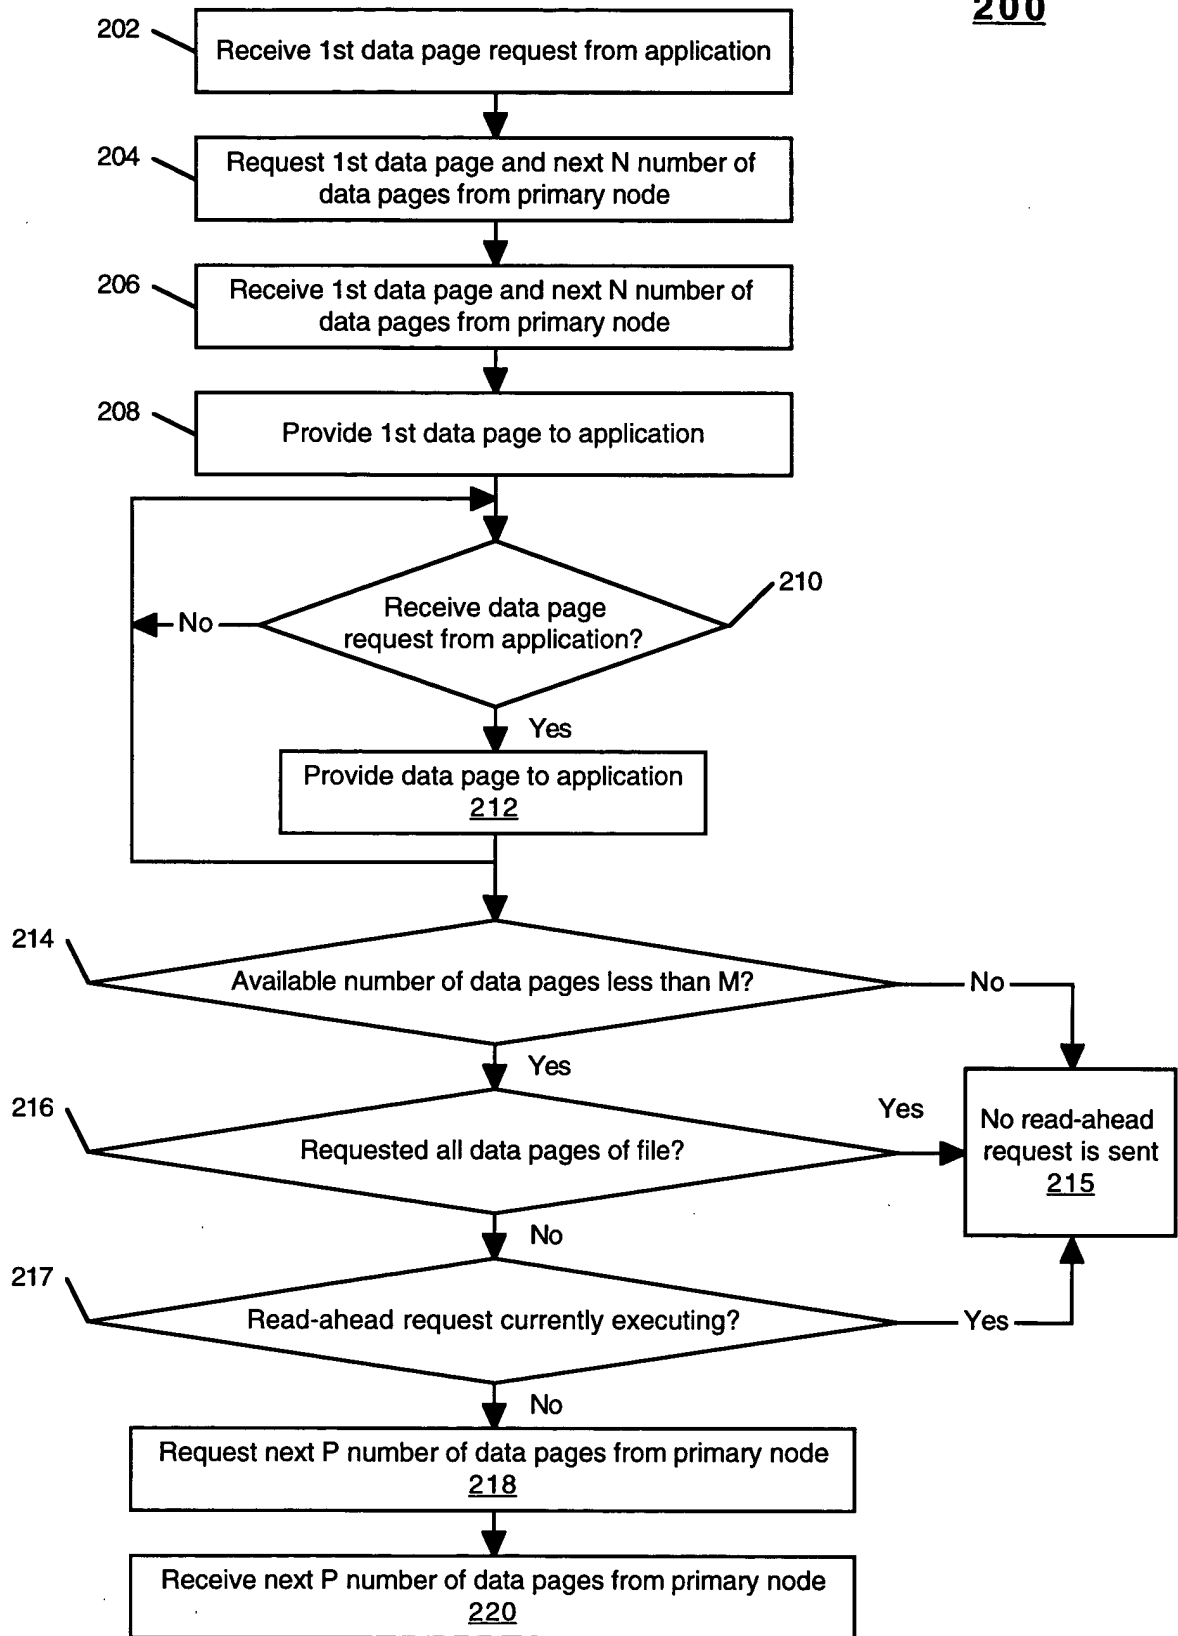 200
202
Receive 1st data page request from application
204
Request 1st data page and next N number of
data pages from primary node
206
Receive 1st data page and next N number of
data pages from primary node
208
Provide 1st data page to application
210
Receive data page
request from application?
No
Yes
Provide data page to application
212
214
Available number of data pages less than M?
No
Yes
216
Requested all data pages of file?
Yes
No read-ahead
request is sent
215
No
217
Read-ahead request currently executing?
Yes
No
Request next P number of data pages from primary node
218
Receive next P number of data pages from primary node
220